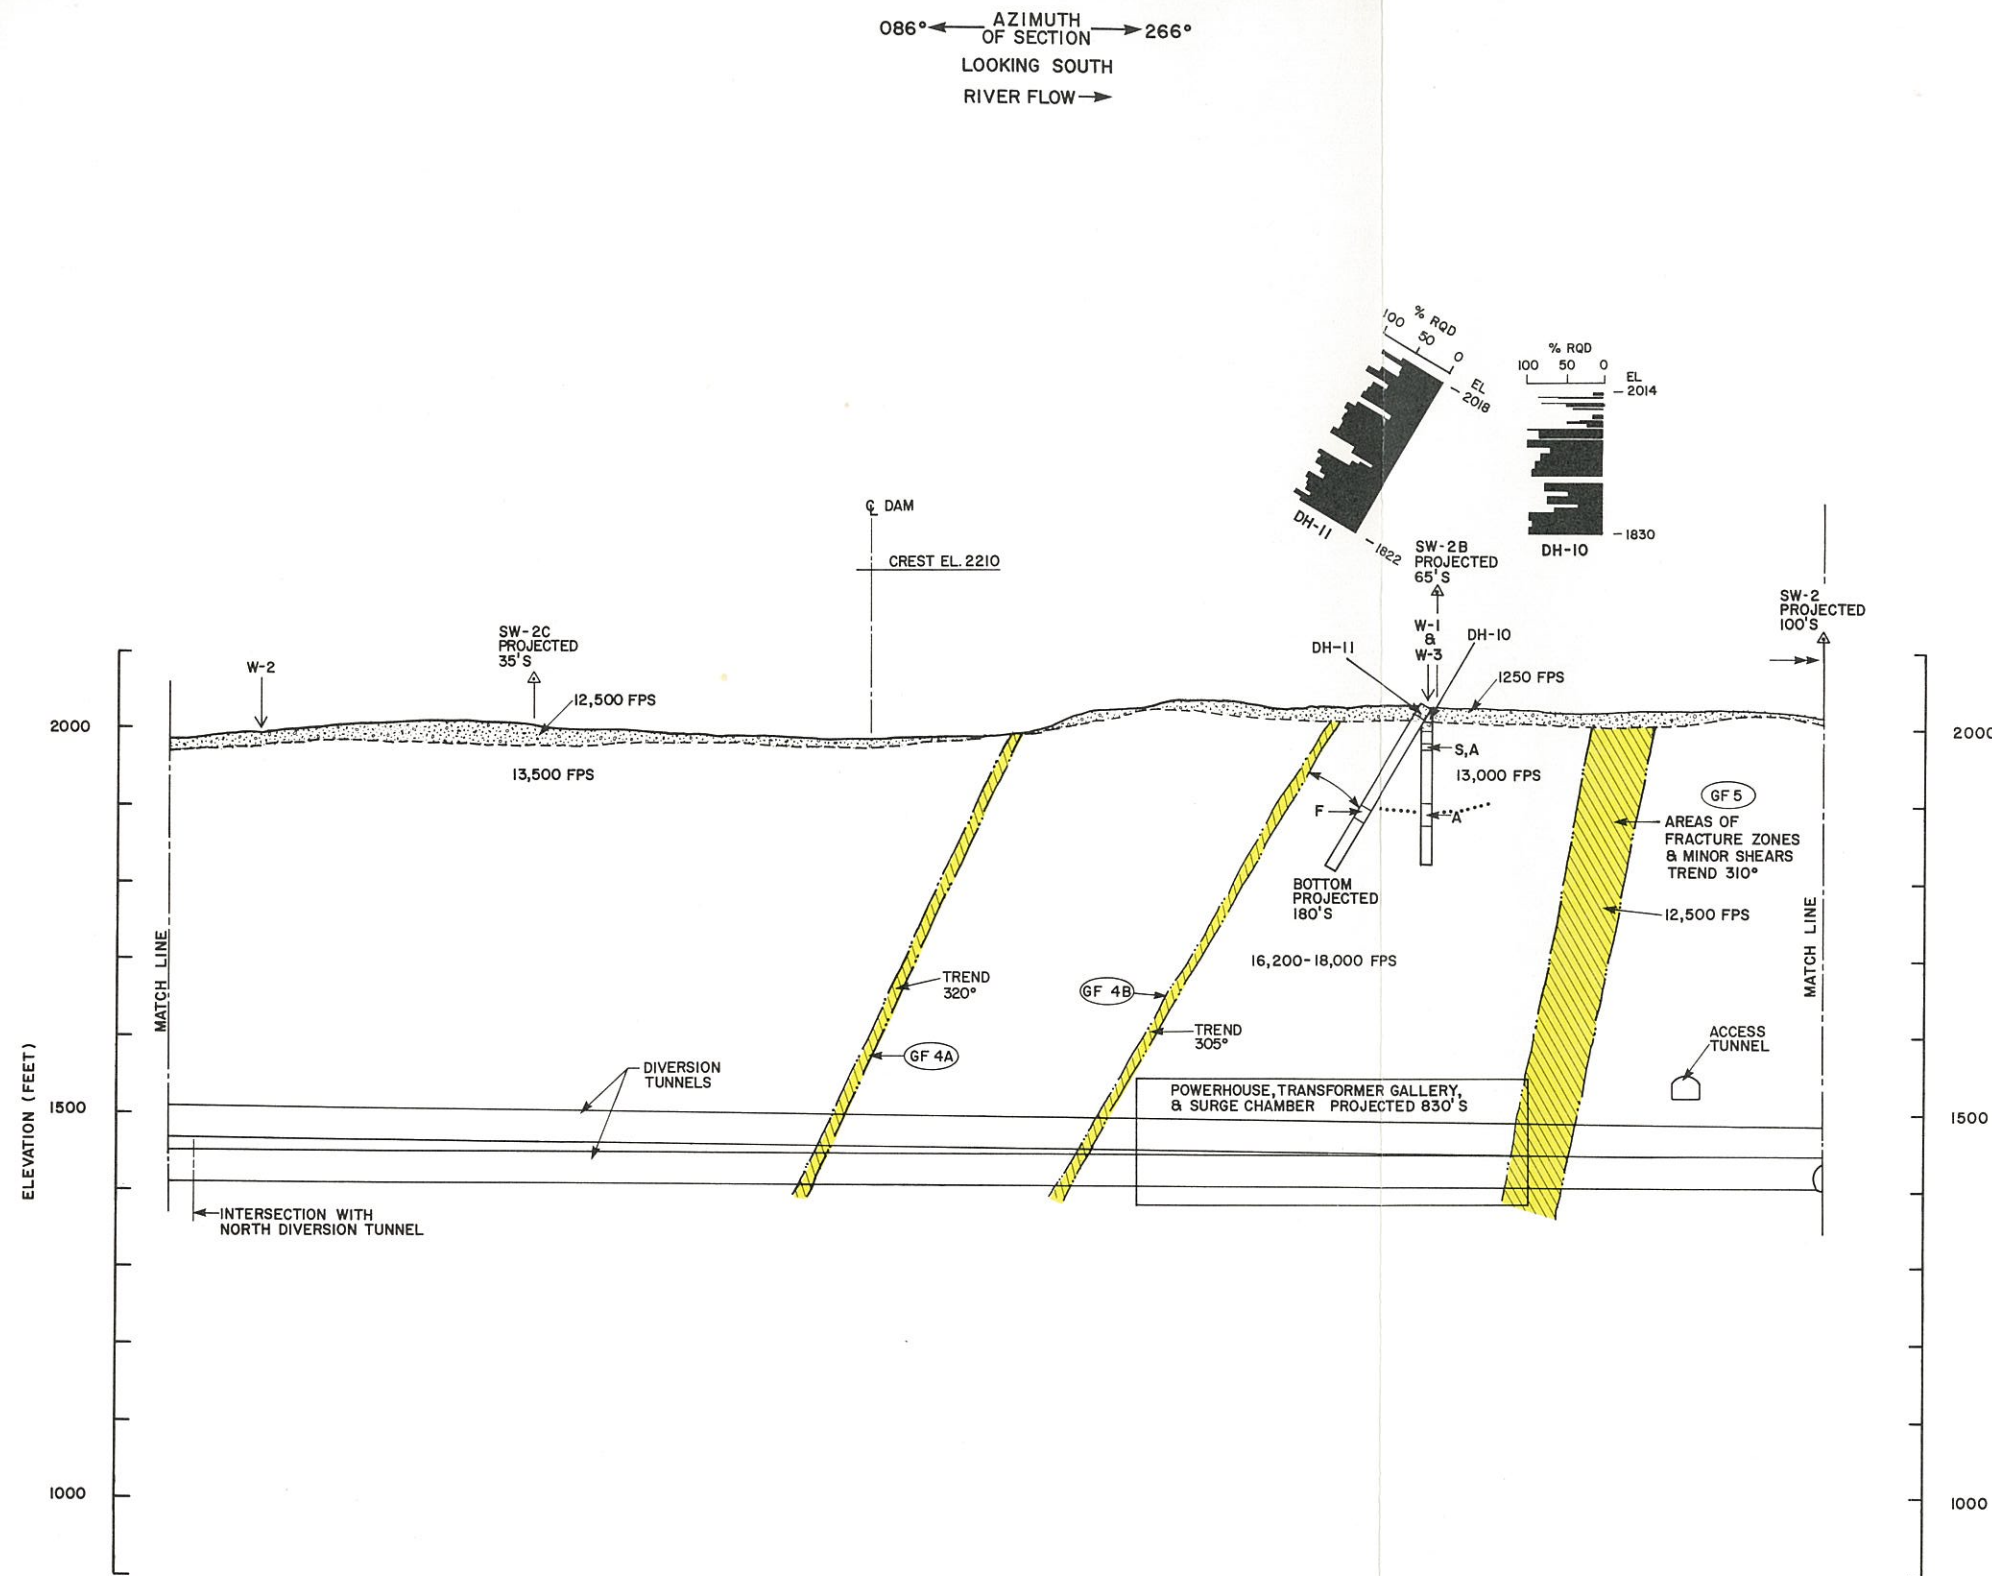 086° AZIMUTH OF SECTION 266°
LOOKING SOUTH
RIVER FLOW
% RQD
100 50 0
EL
2018
DH-11
1822
% RQD
100 50 0
EL
2014
1830
DH-10
℄ DAM
CREST EL. 2210
SW-2B
PROJECTED
65'S
SW-2
PROJECTED
100'S
SW-2C
PROJECTED
35'S
W-2
W-1
&
W-3
DH-11
DH-10
12,500 FPS
1250 FPS
2000
2000
13,500 FPS
S,A
13,000 FPS
F
A
GF 5
AREAS OF
FRACTURE ZONES
& MINOR SHEARS
TREND 310°
BOTTOM
PROJECTED
180'S
12,500 FPS
MATCH LINE
MATCH LINE
16,200-18,000 FPS
TREND
320°
GF 4B
TREND
305°
GF 4A
ACCESS
TUNNEL
DIVERSION
TUNNELS
POWERHOUSE, TRANSFORMER GALLERY,
& SURGE CHAMBER PROJECTED 830'S
1500
1500
ELEVATION (FEET)
INTERSECTION WITH
NORTH DIVERSION TUNNEL
1000
1000